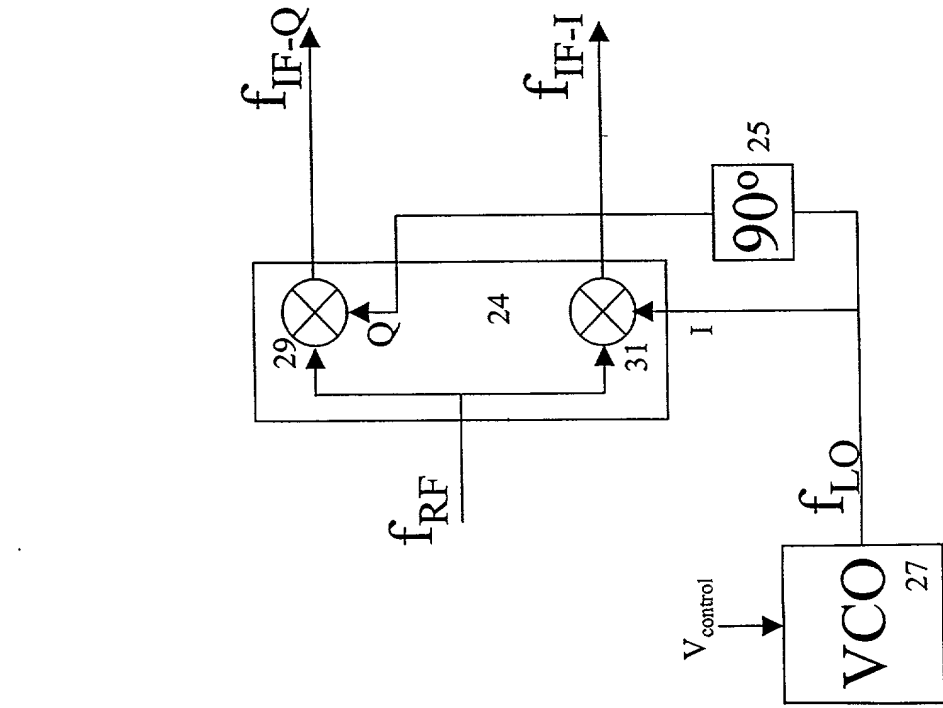 f_IF-Q
f_IF-I
29
Q
24
31
I
90°
25
f_RF
f_LO
V_control
VCO
27